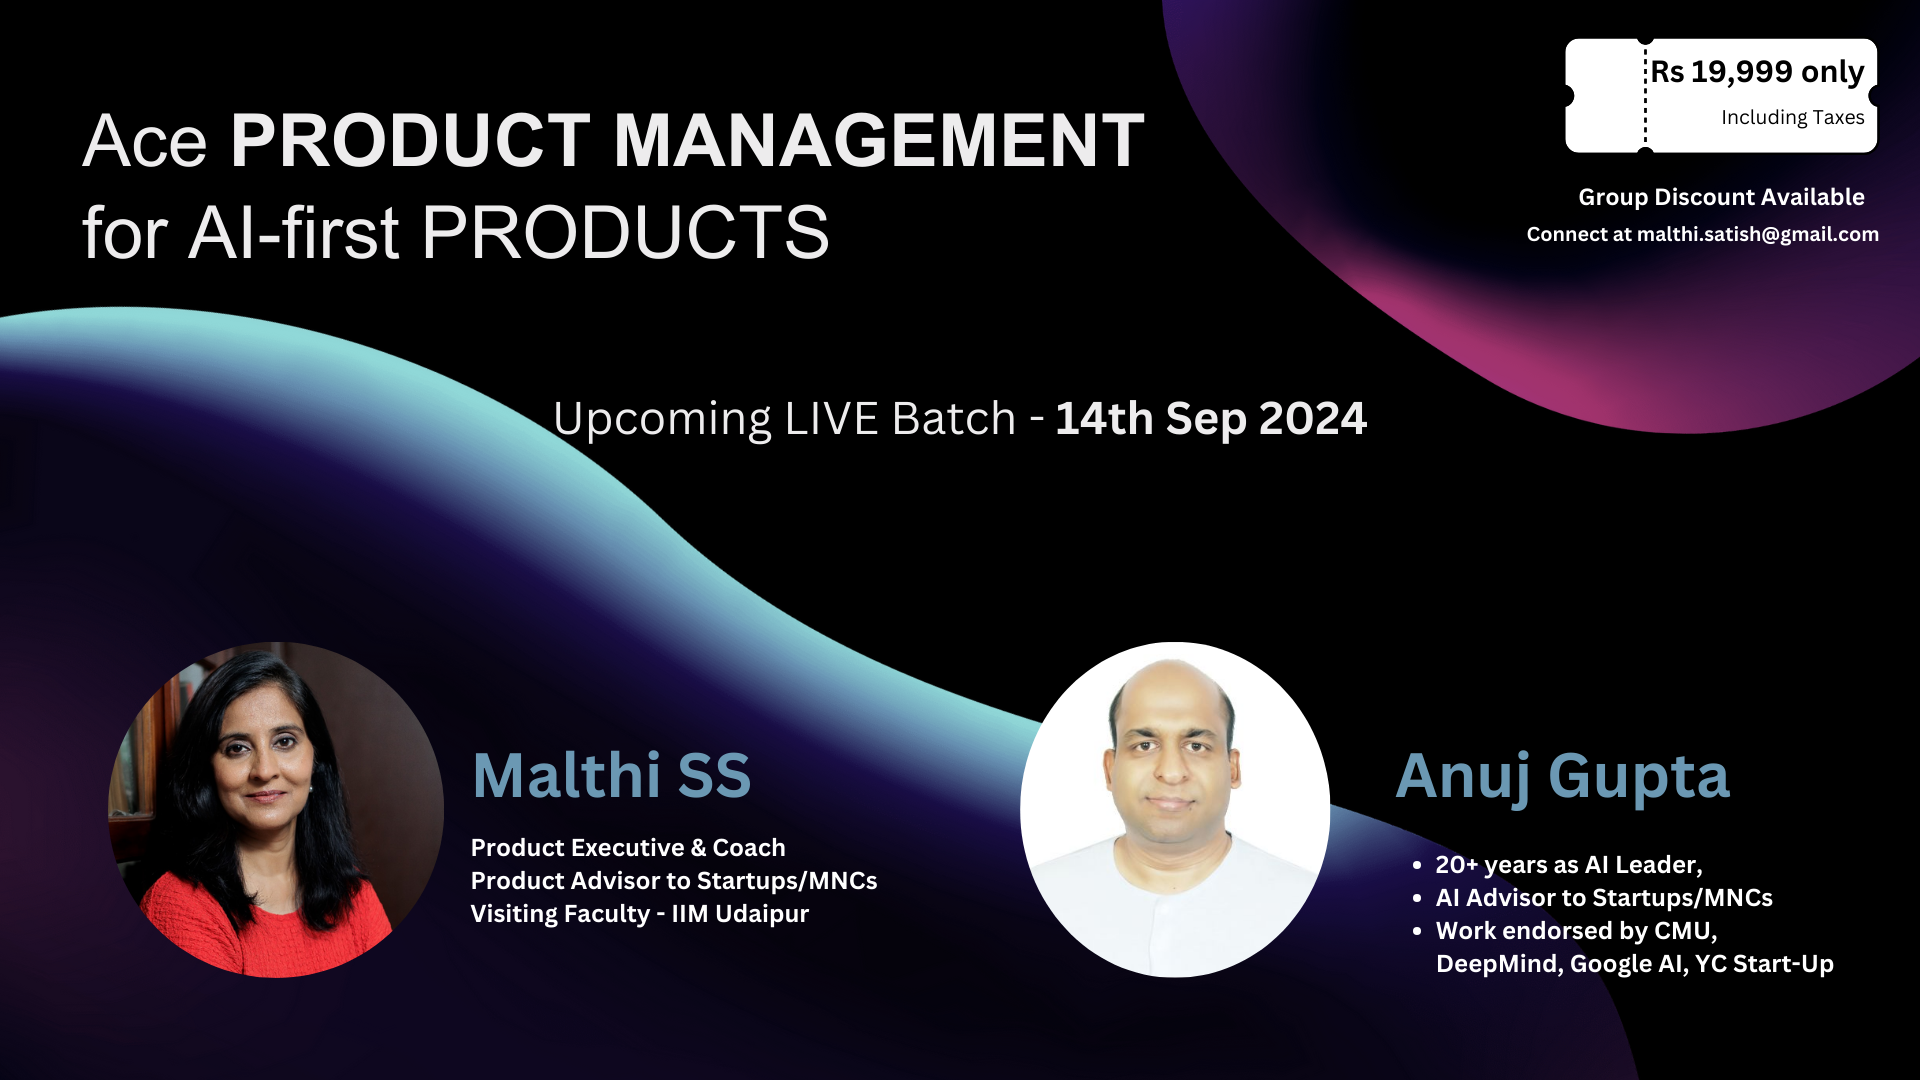 Ace PRODUCT MANAGEMENT
for AI-first PRODUCTS
Rs 19,999 only
Including Taxes
Group Discount Available
Connect at malthi.satish@gmail.com
Upcoming LIVE Batch - 14th Sep 2024
Malthi SS
Product Executive & Coach
Product Advisor to Startups/MNCs
Visiting Faculty - IIM Udaipur
Anuj Gupta
• 20+ years as AI Leader,
• AI Advisor to Startups/MNCs
• Work endorsed by CMU,
DeepMind, Google AI, YC Start-Up